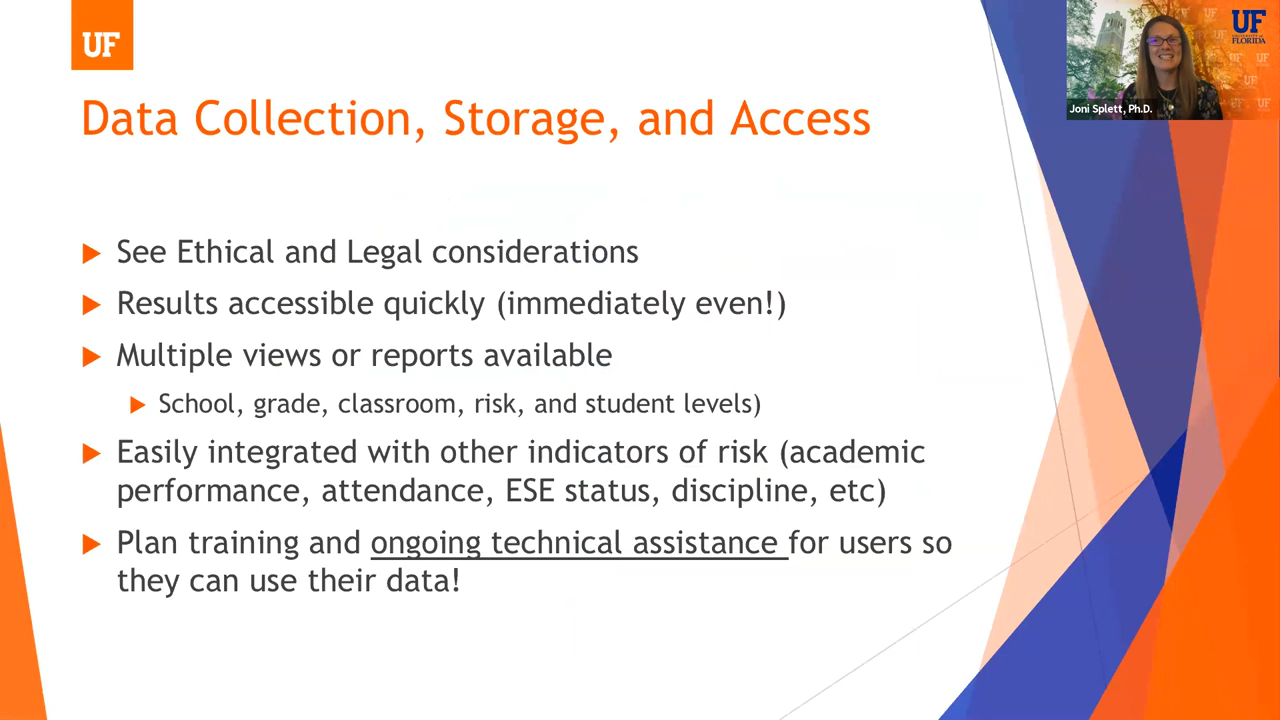 UF
UF
UNIVERSITY of
FLORIDA
Joni Splett, Ph.D.
Data Collection, Storage, and Access
See Ethical and Legal considerations
Results accessible quickly (immediately even!)
Multiple views or reports available
School, grade, classroom, risk, and student levels)
Easily integrated with other indicators of risk (academic
performance, attendance, ESE status, discipline, etc)
Plan training and ongoing technical assistance for users so
they can use their data!